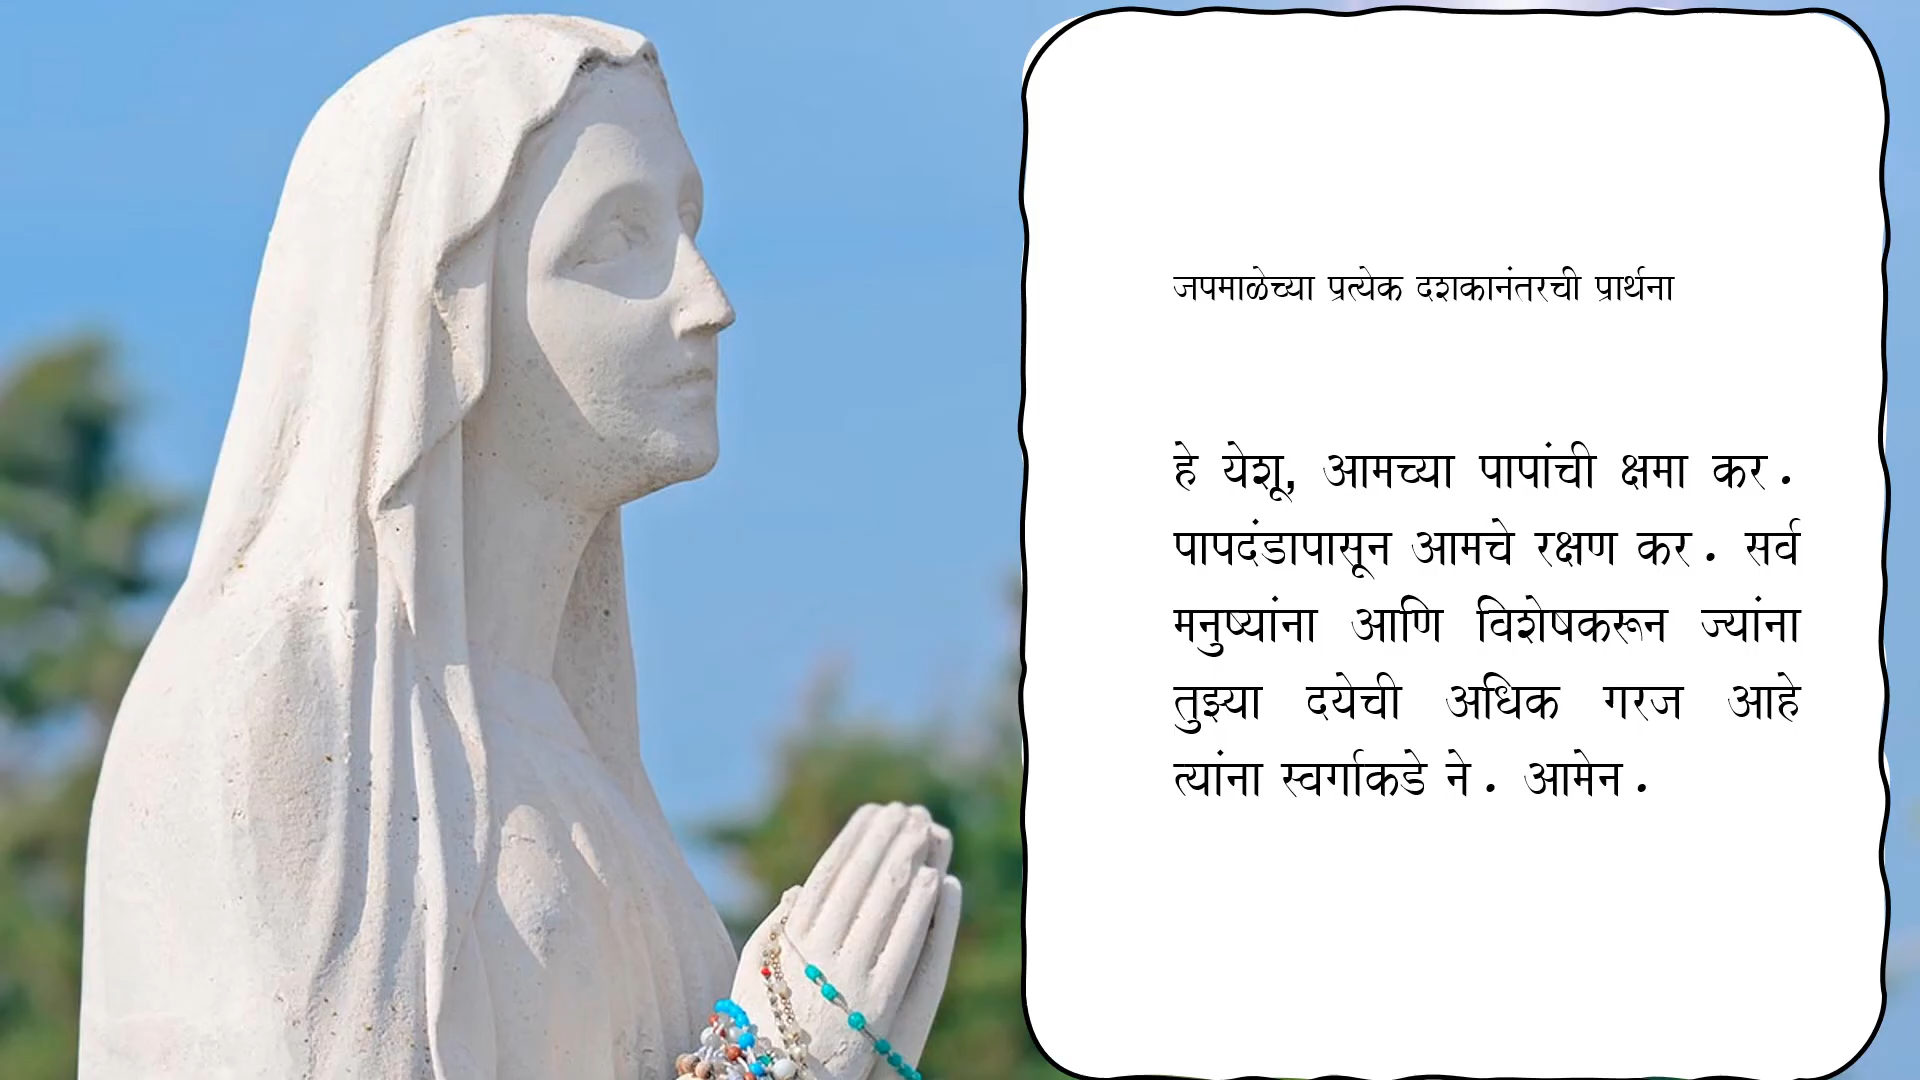 जपमाळेच्या प्रत्येक दशकानंतरची प्रार्थना
हे येशू, आमच्या पापांची क्षमा कर.
पापदंडापासून आमचे रक्षण कर. सर्व
मनुष्यांना आणि विशेषकरून ज्यांना
तुझ्या दयेची अधिक गरज आहे
त्यांना स्वर्गाकडे ने. आमेन.